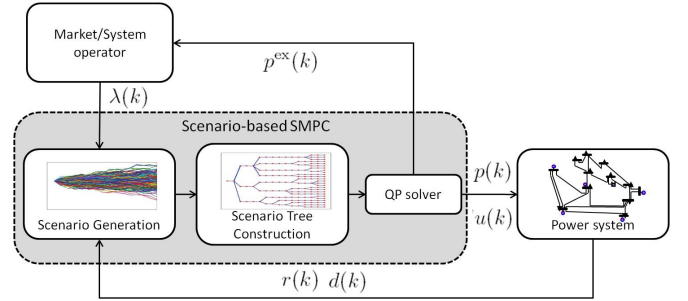 Market/System
operator
p^ex(k)
λ(k)
Scenario-based SMPC
Scenario Generation
Scenario Tree
Construction
QP solver
p(k)
u(k)
Power system
r(k) d(k)